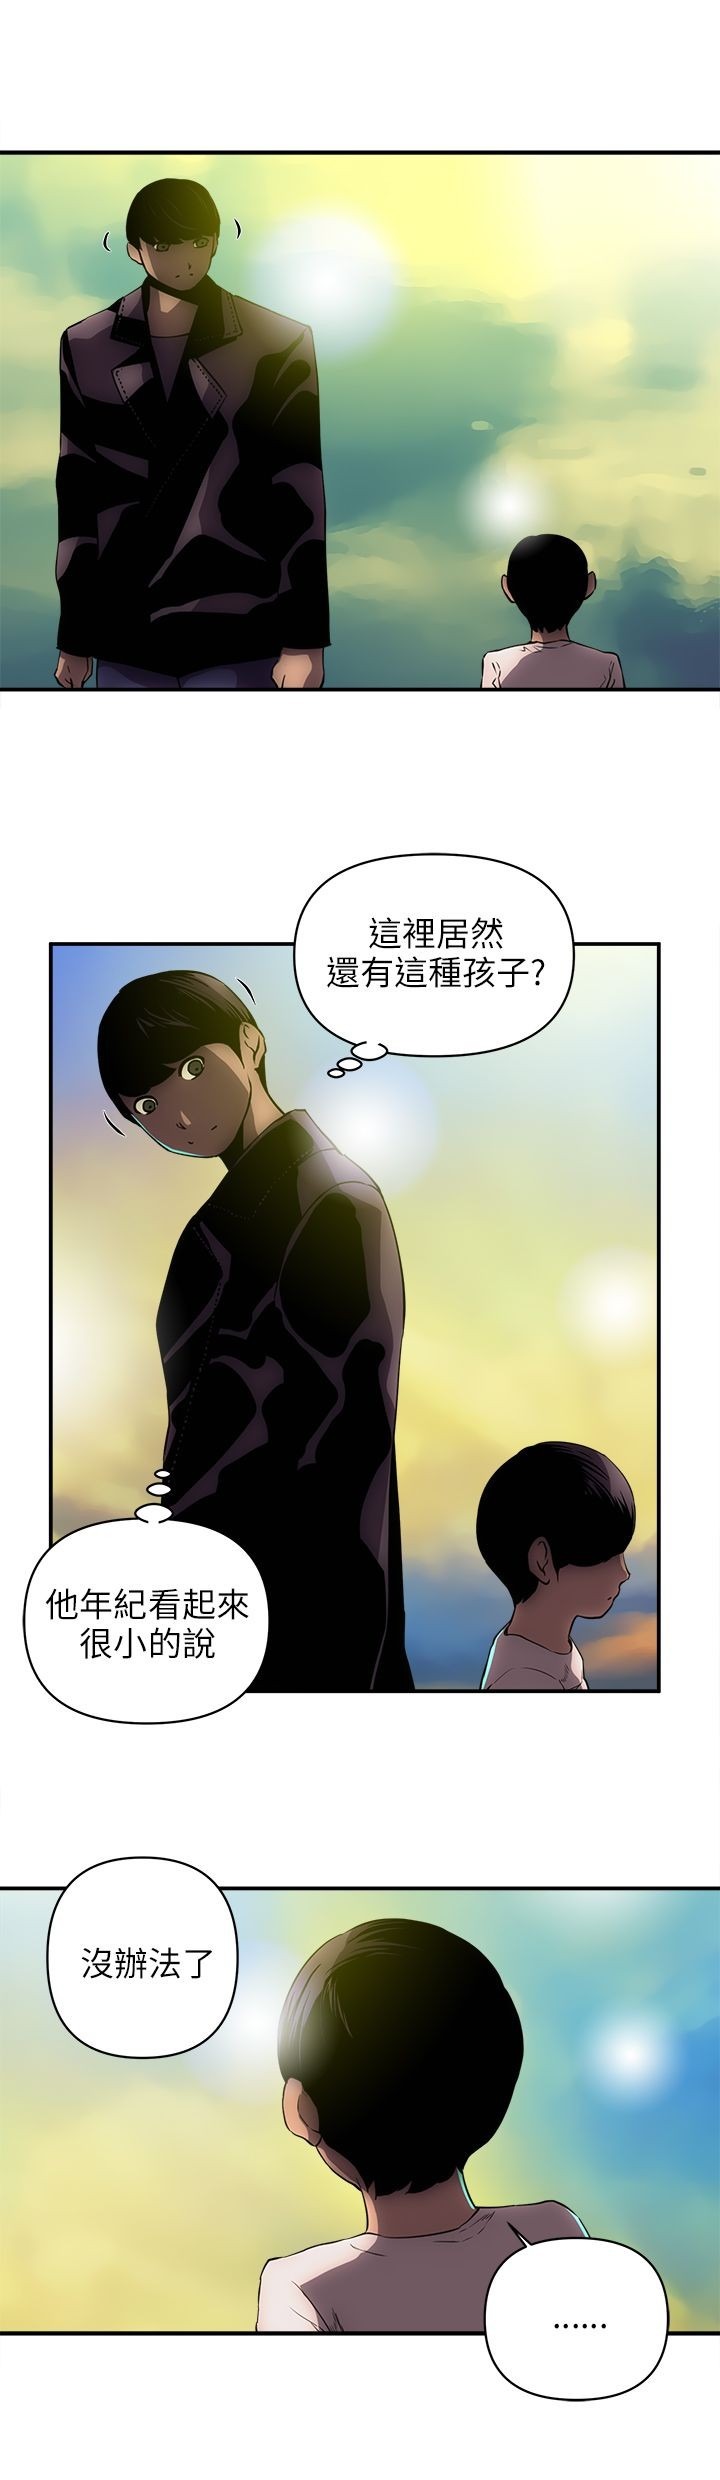 這裡居然
還有這種孩子?
他年紀看起來
很小的說
沒辦法了
......